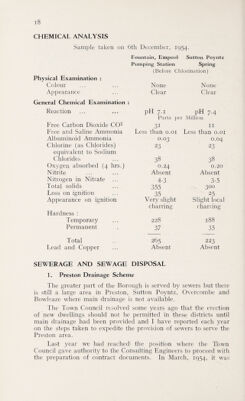 18
CHEMICAL ANALYSIS
Sample taken on 6th December, 1954.
Fountain, Empool Sutton Poyntz
Pumping Station Spring
(Before Chlorination)
Physical Examination :
Colour ... ... None None
Appearance ... Clear Clear
General Chemical Examination :
Reaction ... ... pH 7.1 pH 7.4
Parts per Million
Free Carbon Dioxide CO² 31 11
Free and Saline Ammonia Less than 0.01 Less than 0.01
Albuminoid Ammonia 0.03 0.04
Chlorine (as Chlorides) 23 23
equivalent to Sodium
Chlorides 38 38
Oxygen absorbed (4 hrs.) 0.24 0.20
Nitrite ... ... Absent Absent
Nitrogen in Nitrate ... 4.3 3.5
Total solids ... 355 300
Loss on ignition ... 35 25
Appearance on ignition Very slight Slight local
charring charring
Hardness :
Temporary ... 228 188
Permanent ... 37 35
Total ... 265 223
Lead and Copper ... Absent Absent
SEWERAGE AND SEWAGE DISPOSAL
1. Preston Drainage Scheme
The greater part of the Borough is served by sewers but there
is still a large area in Preston, Sutton Poyntz, Overcombe and
Bowleaze where main drainage is not available.
The Town Council resolved some years ago that the erection
of new dwellings should not be permitted in these districts until
main drainage had been provided and I have reported each year
on the steps taken to expedite the provision of sewers to serve the
Preston area.
Last year we had reached the position where the Town
Council gave authority to the Consulting Engineers to proceed with
the preparation of contract documents. In March, 1954, it was